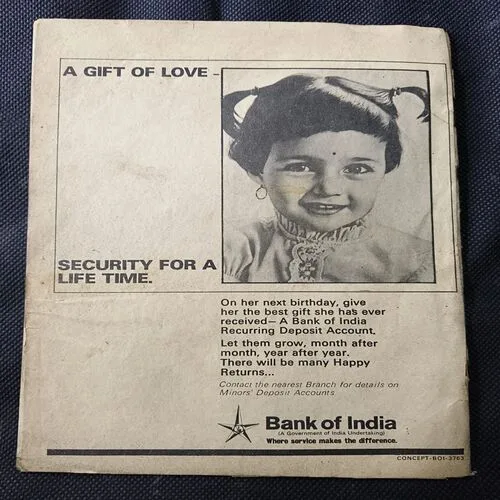 A GIFT OF LOVE –
SECURITY FOR A
LIFE TIME.
On her next birthday, give
her the best gift she has ever
received— A Bank of India
Recurring Deposit Account.
Let them grow, month after
month, year after year.
There will be many Happy
Returns...
Contact the nearest Branch for details on
Minors' Deposit Accounts
Bank of India
(A Government of India Undertaking)
Where service makes the difference.
CONCEPT-BOI-3763